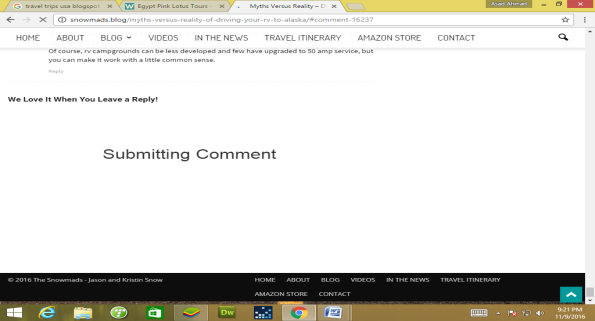 travel trips usa blogspot
Egypt Pink Lotus Tours
Myths Versus Reality –
Asad Ahmad
snowmads.blog/myths-versus-reality-of-driving-your-rv-to-alaska/#comment-16237
HOME ABOUT BLOG VIDEOS IN THE NEWS TRAVEL ITINERARY AMAZON STORE CONTACT
Of course, rv campgrounds can be less developed and few have upgraded to 50 amp service, but
you can make it work with a little common sense.
Reply
We Love It When You Leave a Reply!
Submitting Comment
© 2016 The Snowmads - Jason and Kristin Snow
HOME ABOUT BLOG VIDEOS IN THE NEWS TRAVEL ITINERARY
AMAZON STORE CONTACT
Dw
9:21 PM
11/9/2016